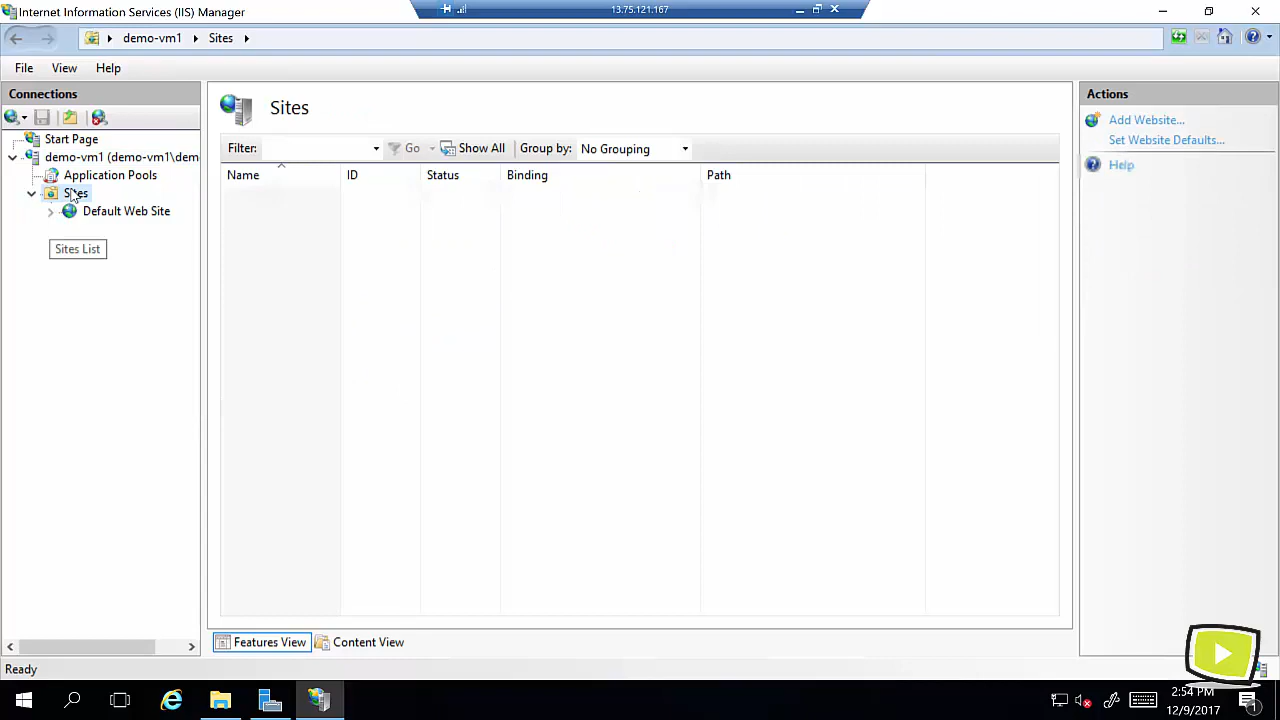 Internet Information Services (IIS) Manager
13.75.121.167
demo-vm1
Sites
File View Help
Connections
Start Page
demo-vm1 (demo-vm1\dem
Application Pools
Sites
Default Web Site
Sites List
Sites
Filter: Go Show All Group by: No Grouping
Name ID Status Binding Path
Features View Content View
Actions
Add Website...
Set Website Defaults...
Help
Ready
2:54 PM
12/9/2017
1